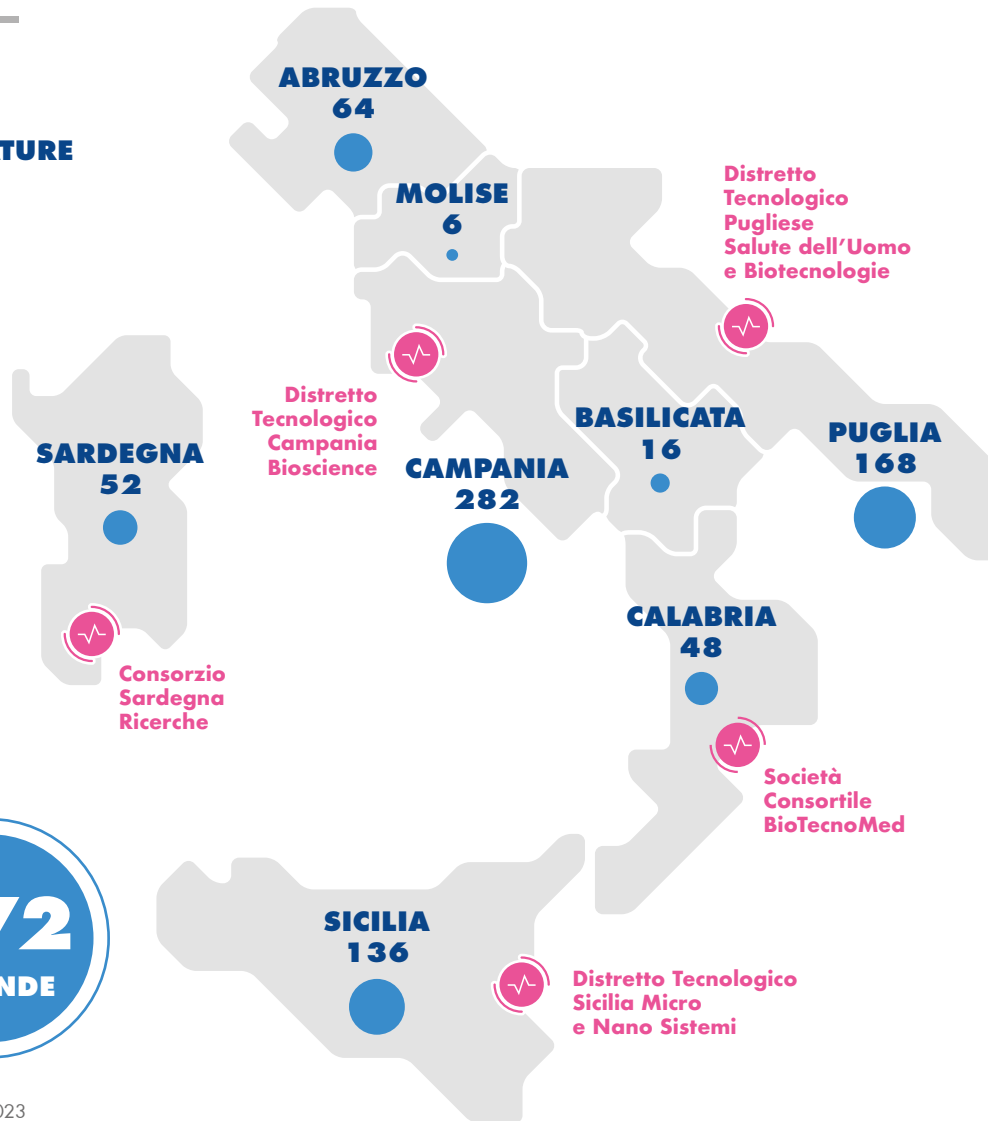 ABRUZZO
64
TURE
MOLISE
6
Distretto
Tecnologico
Pugliese
Salute dell’Uomo
e Biotecnologie
Distretto
Tecnologico
Campania
Bioscience
BASILICATA
16
PUGLIA
168
SARDEGNA
52
CAMPANIA
282
CALABRIA
48
Consorzio
Sardegna
Ricerche
Società
Consortile
BioTecnoMed
72
NDE
SICILIA
136
Distretto Tecnologico
Sicilia Micro
e Nano Sistemi
023